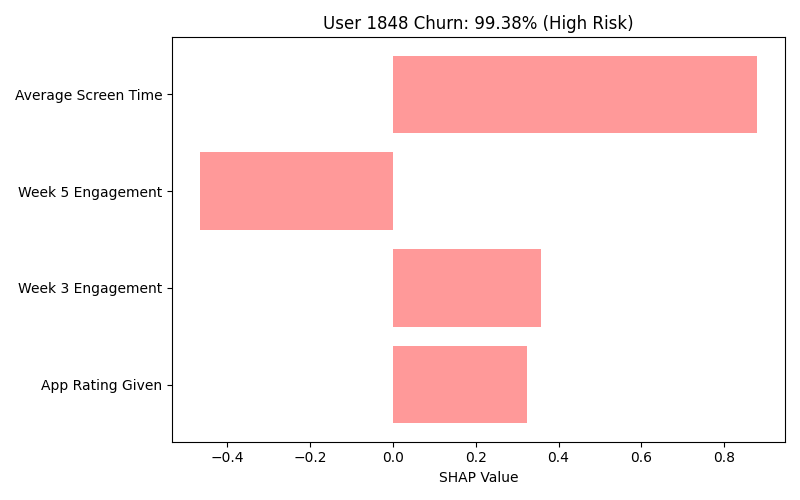 User 1848 Churn: 99.38% (High Risk)
Average Screen Time
Week 5 Engagement
Week 3 Engagement
App Rating Given
−0.4 −0.2 0.0 0.2 0.4 0.6 0.8
SHAP Value